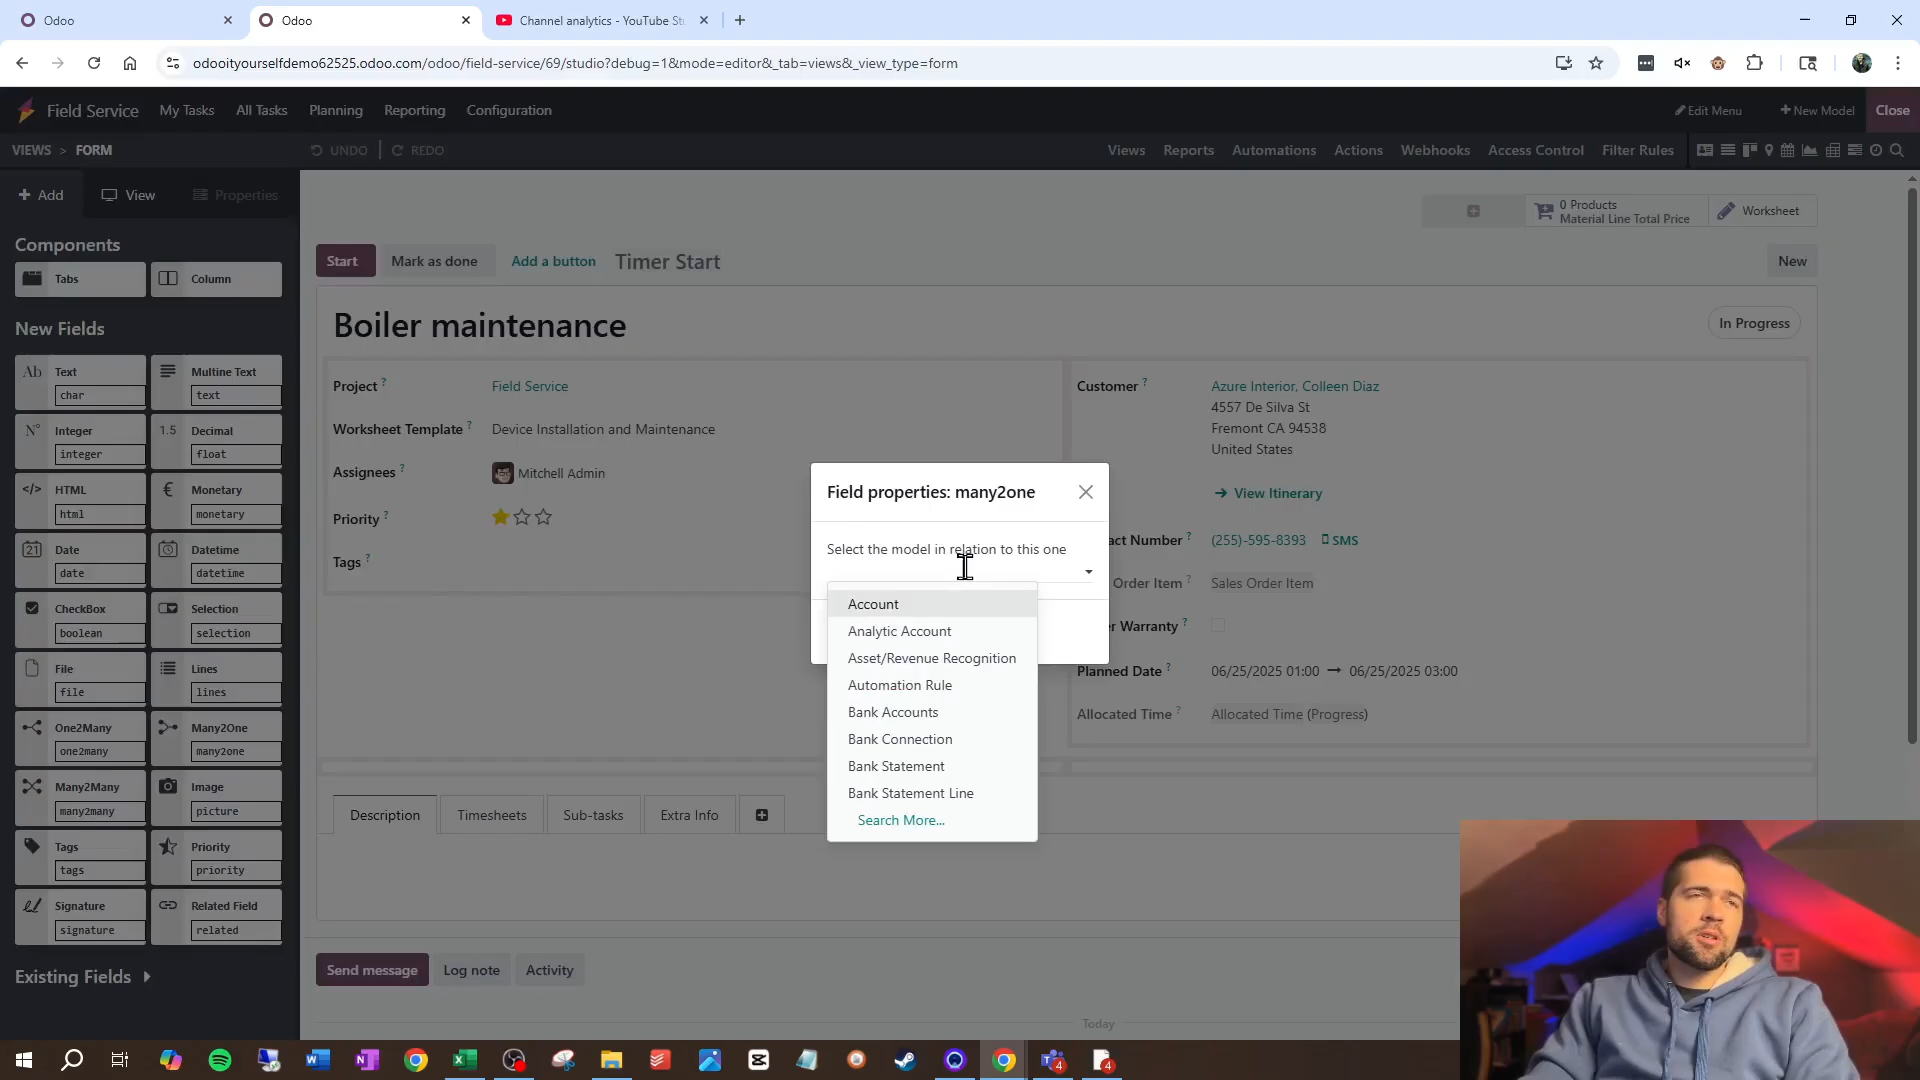 Odoo
Odoo
Channel analytics - YouTube St
odooityourselfdemo62525.odoo.com/odoo/field-service/69/studio?debug=1&mode=editor&_tab=views&_view_type=form
Field Service
My Tasks
All Tasks
Planning
Reporting
Configuration
Edit Menu
New Model
Close
VIEWS > FORM
UNDO
REDO
Views
Reports
Automations
Actions
Webhooks
Access Control
Filter Rules
+ Add
View
Properties
0 Products
Material Line Total Price
Worksheet
Components
Tabs
Column
Start
Mark as done
Add a button
Timer Start
New
New Fields
Boiler maintenance
In Progress
Ab Text
char
Multine Text
text
N° Integer
integer
1.5 Decimal
float
</> HTML
html
€ Monetary
monetary
21 Date
date
Datetime
datetime
CheckBox
boolean
Selection
selection
File
file
Lines
lines
One2Many
one2many
Many2One
many2one
Many2Many
many2many
Image
picture
Tags
tags
Priority
priority
Signature
signature
Related Field
related
Existing Fields
Project ?
Field Service
Worksheet Template ?
Device Installation and Maintenance
Assignees ?
Mitchell Admin
Priority ?
Tags ?
Customer ?
Azure Interior, Colleen Diaz
4557 De Silva St
Fremont CA 94538
United States
View Itinerary
act Number ?
(255)-595-8393
SMS
Order Item ?
Sales Order Item
r Warranty ?
Planned Date ?
06/25/2025 01:00 → 06/25/2025 03:00
Allocated Time ?
Allocated Time (Progress)
Field properties: many2one
Select the model in relation to this one
Account
Analytic Account
Asset/Revenue Recognition
Automation Rule
Bank Accounts
Bank Connection
Bank Statement
Bank Statement Line
Search More...
Description
Timesheets
Sub-tasks
Extra Info
Send message
Log note
Activity
Today
4
4